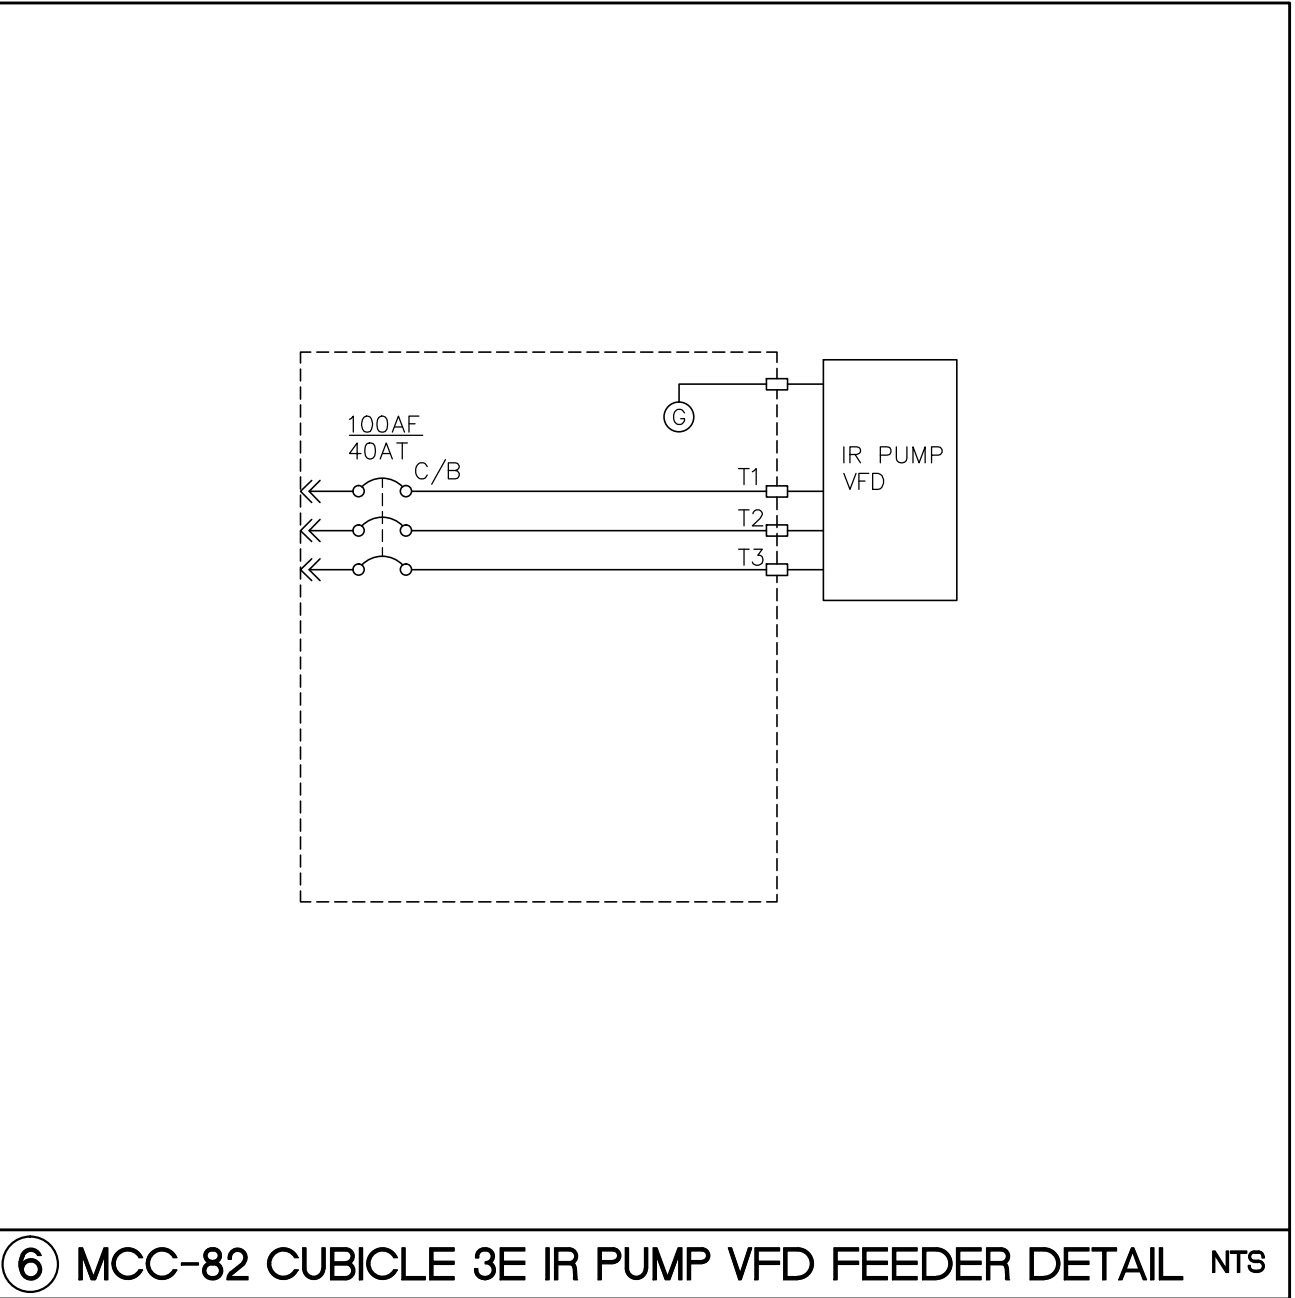 100AF
40AT
C/B
G
T1
T2
T3
IR PUMP
VFD
6 MCC-82 CUBICLE 3E IR PUMP VFD FEEDER DETAIL NTS